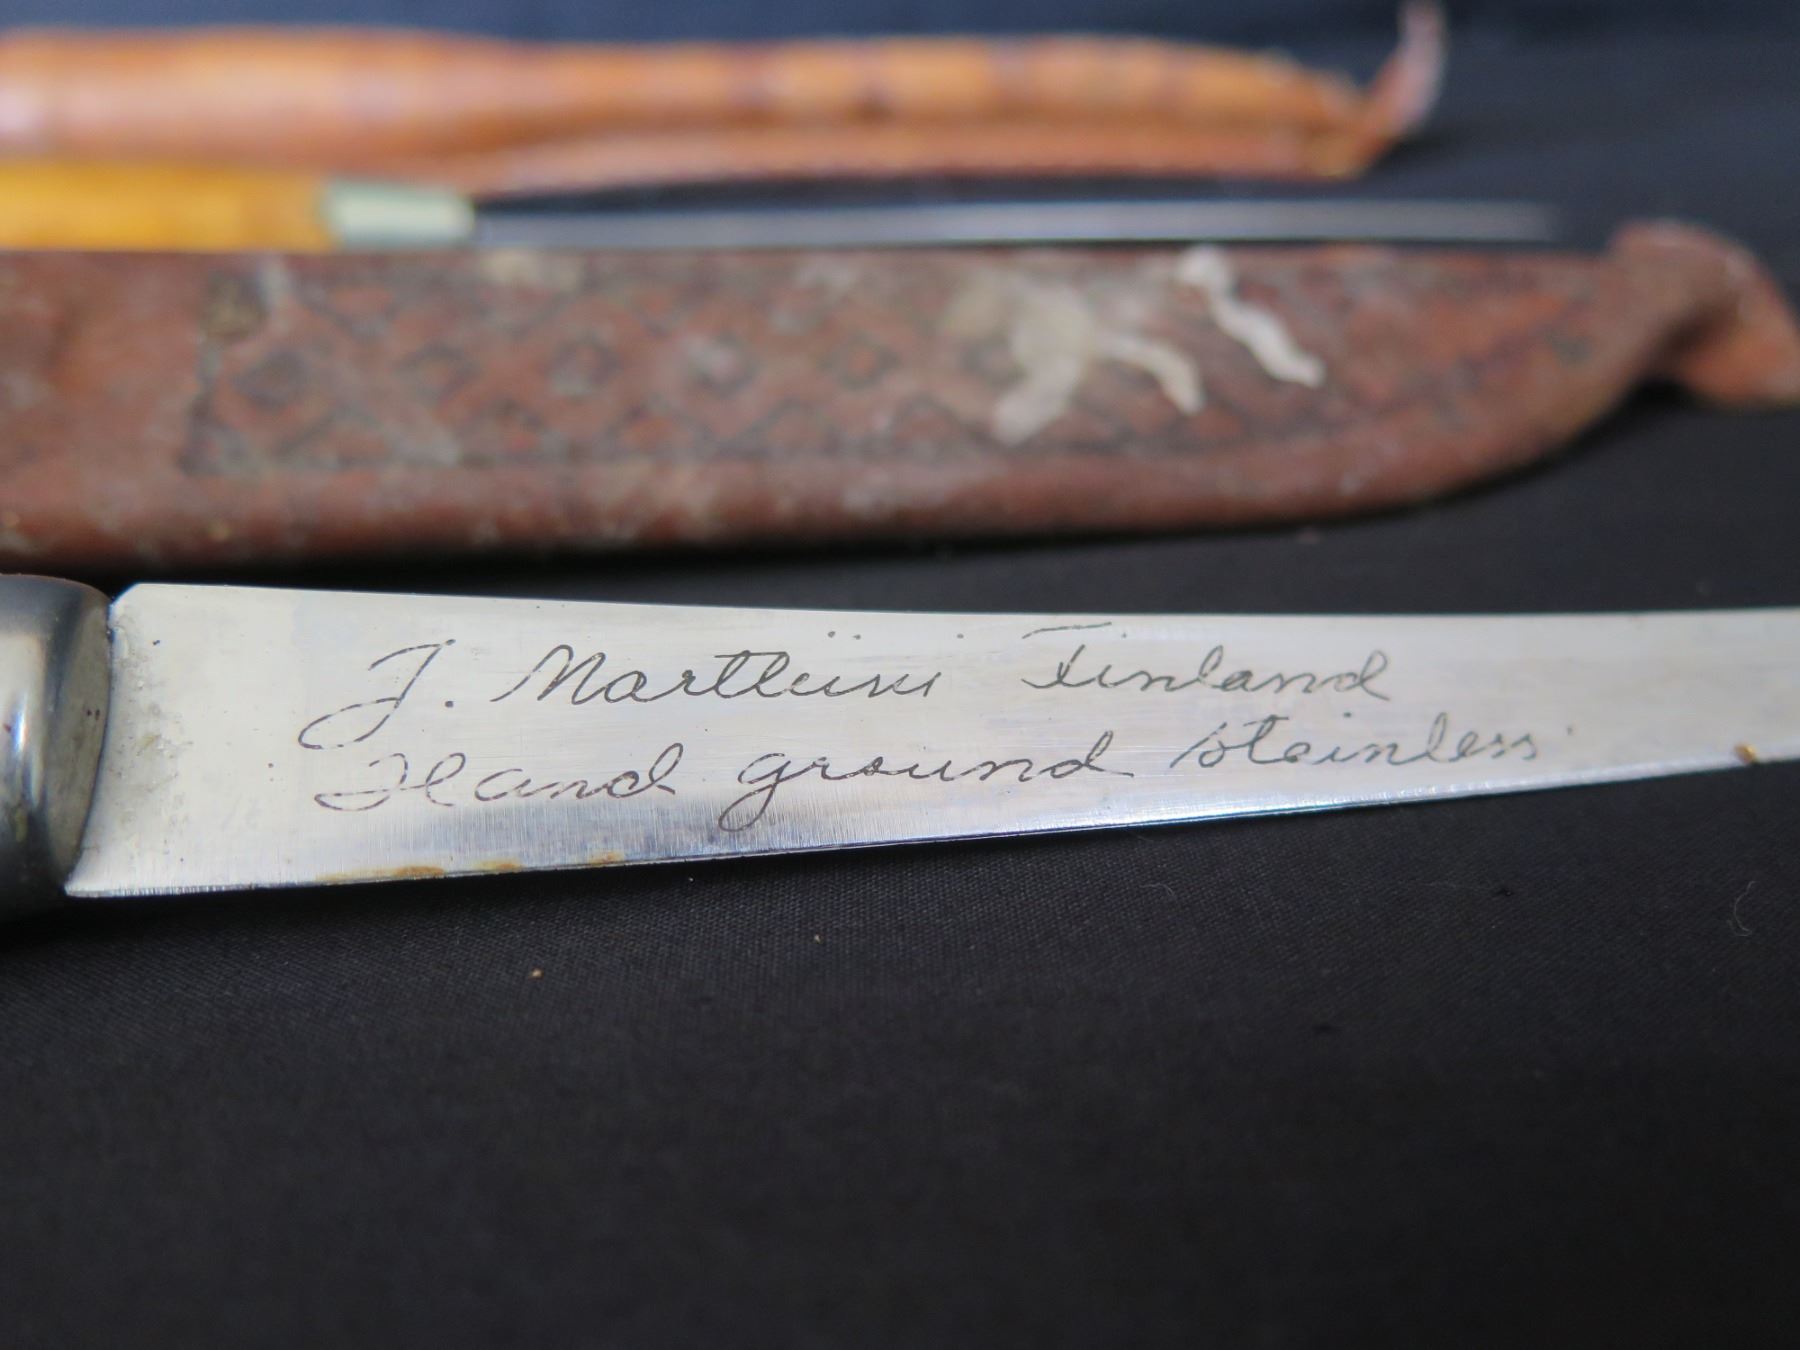 J. Marttiini Finland
Hand ground stainless